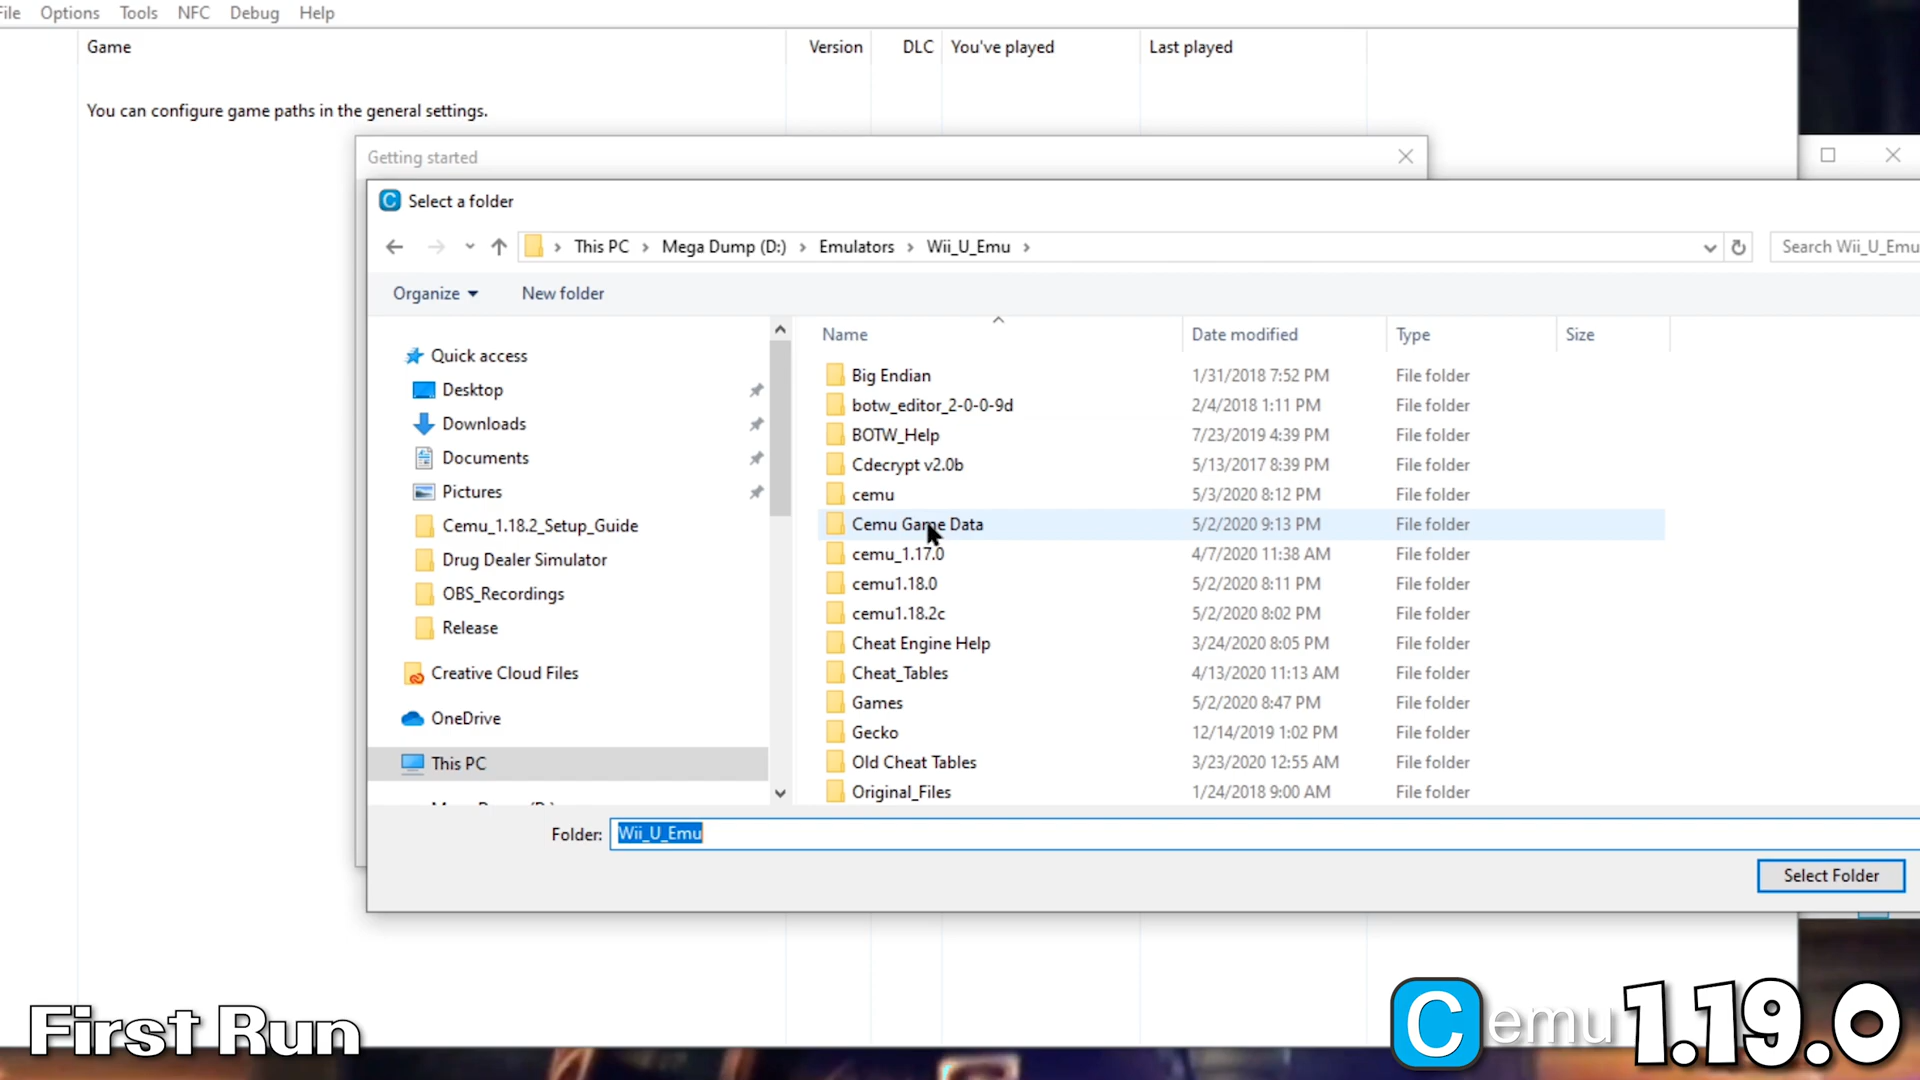 File Options Tools NFC Debug Help
Game Version DLC You've played Last played
You can configure game paths in the general settings.
Getting started
Select a folder
This PC Mega Dump (D:) Emulators Wii_U_Emu Search Wii_U_Emu
Organize New folder
Name Date modified Type Size
Quick access
Desktop
Downloads
Documents
Pictures
Cemu_1.18.2_Setup_Guide
Drug Dealer Simulator
OBS_Recordings
Release
Creative Cloud Files
OneDrive
This PC
Big Endian 1/31/2018 7:52 PM File folder
botw_editor_2-0-0-9d 2/4/2018 1:11 PM File folder
BOTW_Help 7/23/2019 4:39 PM File folder
Cdecrypt v2.0b 5/13/2017 8:39 PM File folder
cemu 5/3/2020 8:12 PM File folder
Cemu Game Data 5/2/2020 9:13 PM File folder
cemu_1.17.0 4/7/2020 11:38 AM File folder
cemu1.18.0 5/2/2020 8:11 PM File folder
cemu1.18.2c 5/2/2020 8:02 PM File folder
Cheat Engine Help 3/24/2020 8:05 PM File folder
Cheat_Tables 4/13/2020 11:13 AM File folder
Games 5/2/2020 8:47 PM File folder
Gecko 12/14/2019 1:02 PM File folder
Old Cheat Tables 3/23/2020 12:55 AM File folder
Original_Files 1/24/2018 9:00 AM File folder
Folder: Wii_U_Emu
Select Folder
First Run
Cemu 1.19.0